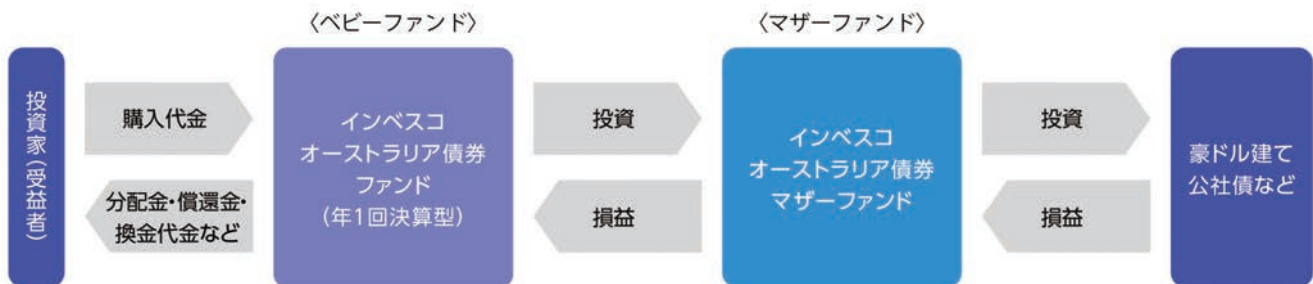 〈ベビーファンド〉
〈マザーファンド〉
投資家(受益者)
購入代金
分配金・償還金・
換金代金など
インベスコ
オーストラリア債券
ファンド
(年1回決算型)
投資
損益
インベスコ
オーストラリア債券
マザーファンド
投資
損益
豪ドル建て
公社債など